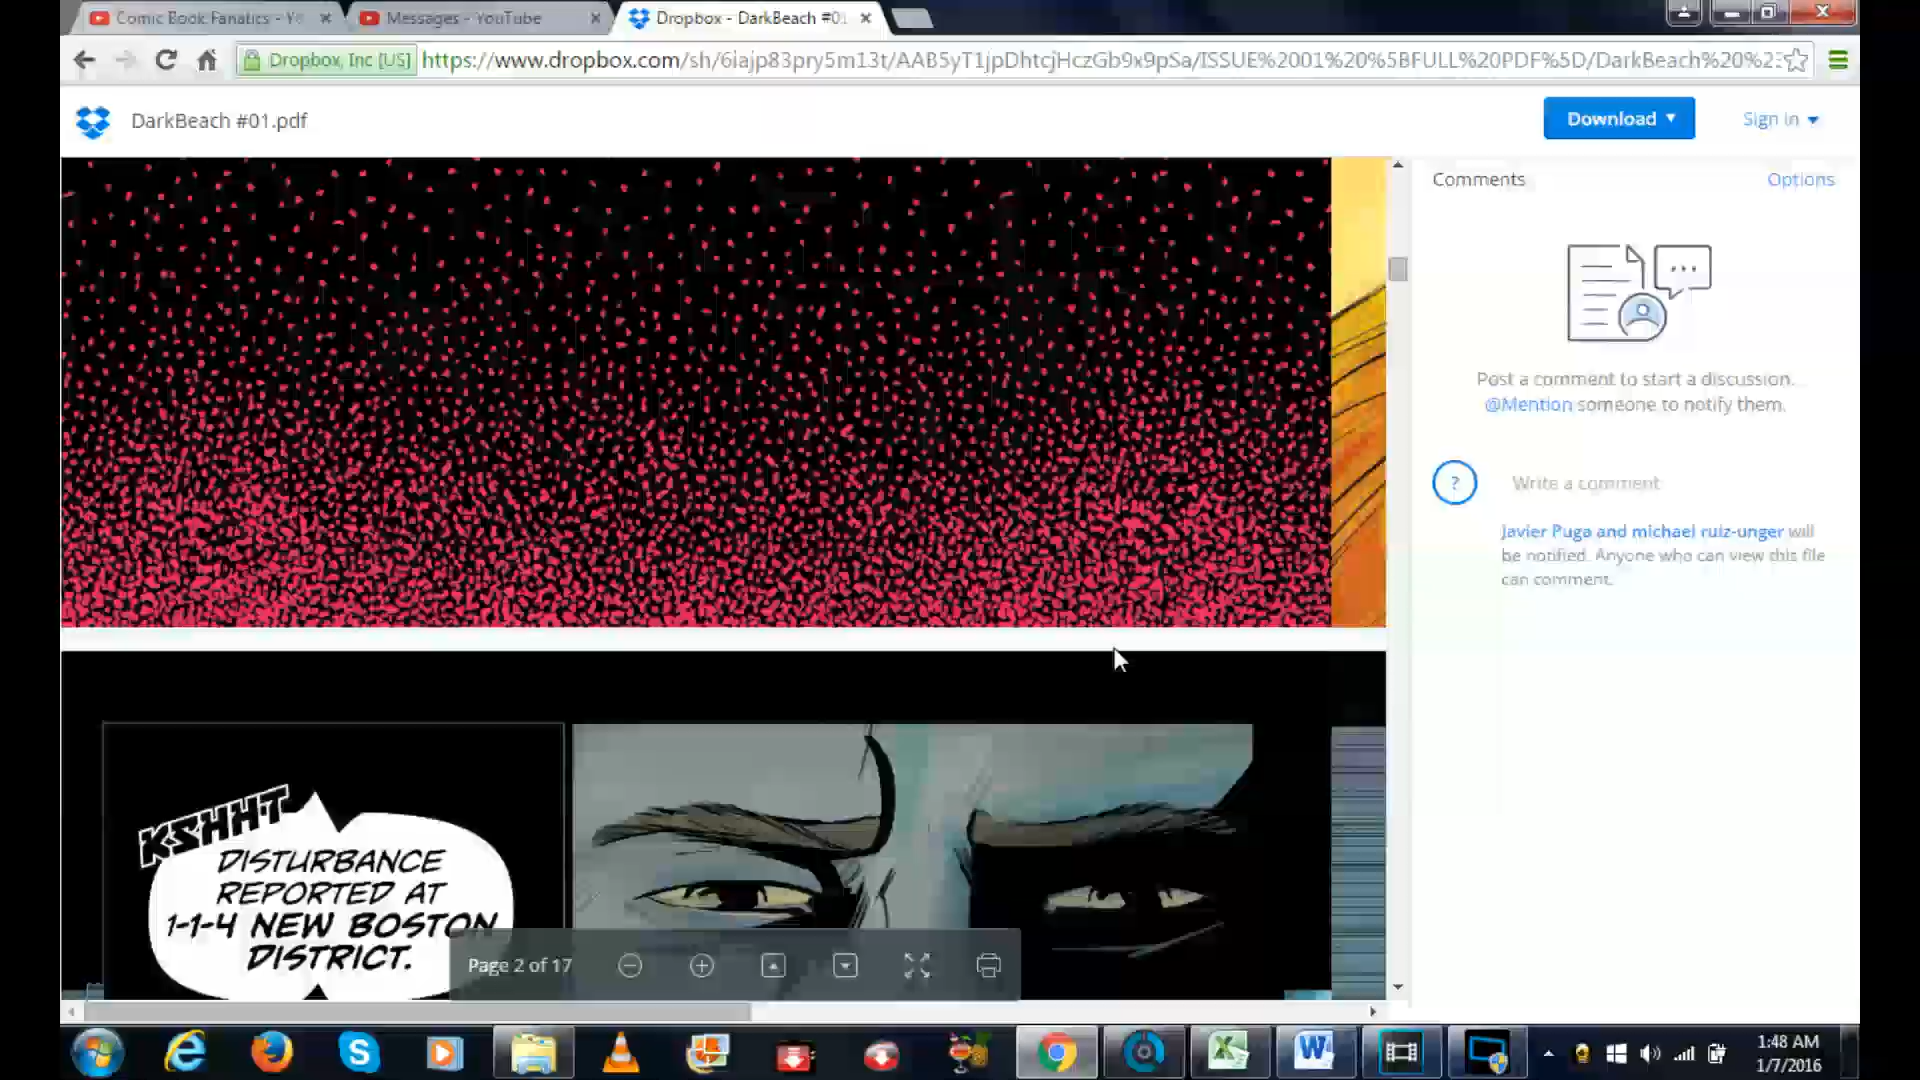 Comic Book Fanatics - Yo
Messages - YouTube
Dropbox - DarkBeach #01
Dropbox, Inc [US]
https://www.dropbox.com/sh/6iajp83pry5m13t/AAB5yT1jpDhtcjHczGb9x9pSa/ISSUE%2001%20%5BFULL%20PDF%5D/DarkBeach%20%23
DarkBeach #01.pdf
Download
Sign in
Comments
Options
Post a comment to start a discussion.
@Mention someone to notify them.
?
Write a comment
Javier Puga and michael ruiz-unger will
be notified. Anyone who can view this file
can comment.
KSHHT
DISTURBANCE
REPORTED AT
1-1-4 NEW BOSTON
DISTRICT.
Page 2 of 17
1:48 AM
1/7/2016